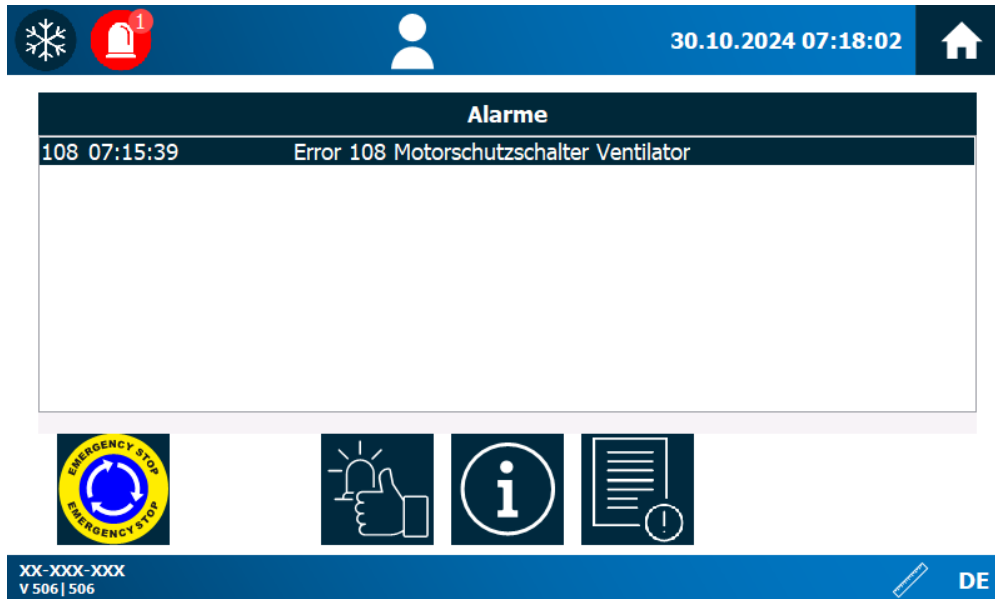 1
30.10.2024 07:18:02
Alarme
108 07:15:39 Error 108 Motorschutzschalter Ventilator
EMERGENCY STOP
EMERGENCY STOP
i
XX-XXX-XXX
V 506|506
DE